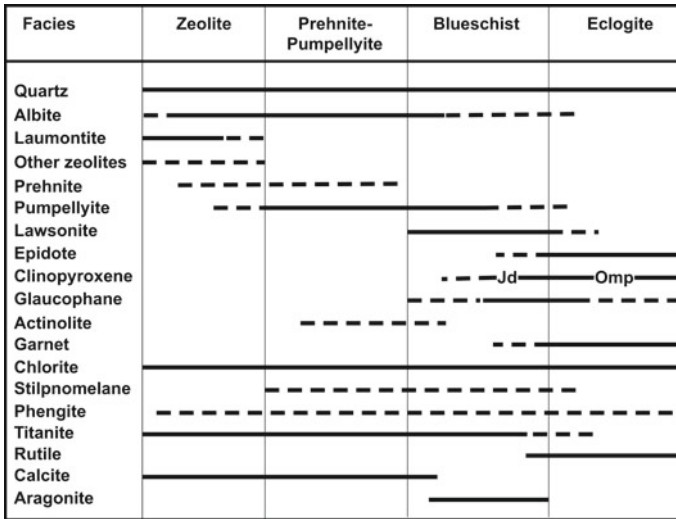 Facies Zeolite Prehnite- Blueschist Eclogite
Pumpellyite
Quartz
Albite
Laumontite
Other zeolites
Prehnite
Pumpellyite
Lawsonite
Epidote
Clinopyroxene Jd Omp
Glaucophane
Actinolite
Garnet
Chlorite
Stilpnomelane
Phengite
Titanite
Rutile
Calcite
Aragonite